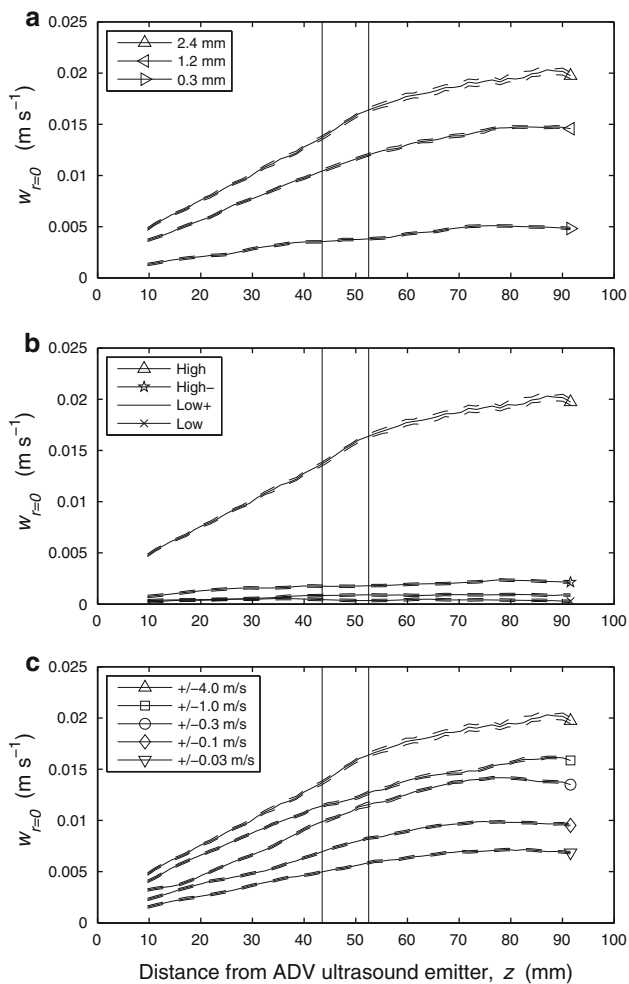 a
0.025
0.02
0.015
0.01
0.005
0
w_{r=0} (m s⁻¹)
2.4 mm
1.2 mm
0.3 mm
0 10 20 30 40 50 60 70 80 90 100
b
0.025
0.02
0.015
0.01
0.005
0
w_{r=0} (m s⁻¹)
High
High−
Low+
Low
0 10 20 30 40 50 60 70 80 90 100
c
0.025
0.02
0.015
0.01
0.005
0
w_{r=0} (m s⁻¹)
+/−4.0 m/s
+/−1.0 m/s
+/−0.3 m/s
+/−0.1 m/s
+/−0.03 m/s
0 10 20 30 40 50 60 70 80 90 100
Distance from ADV ultrasound emitter, z (mm)